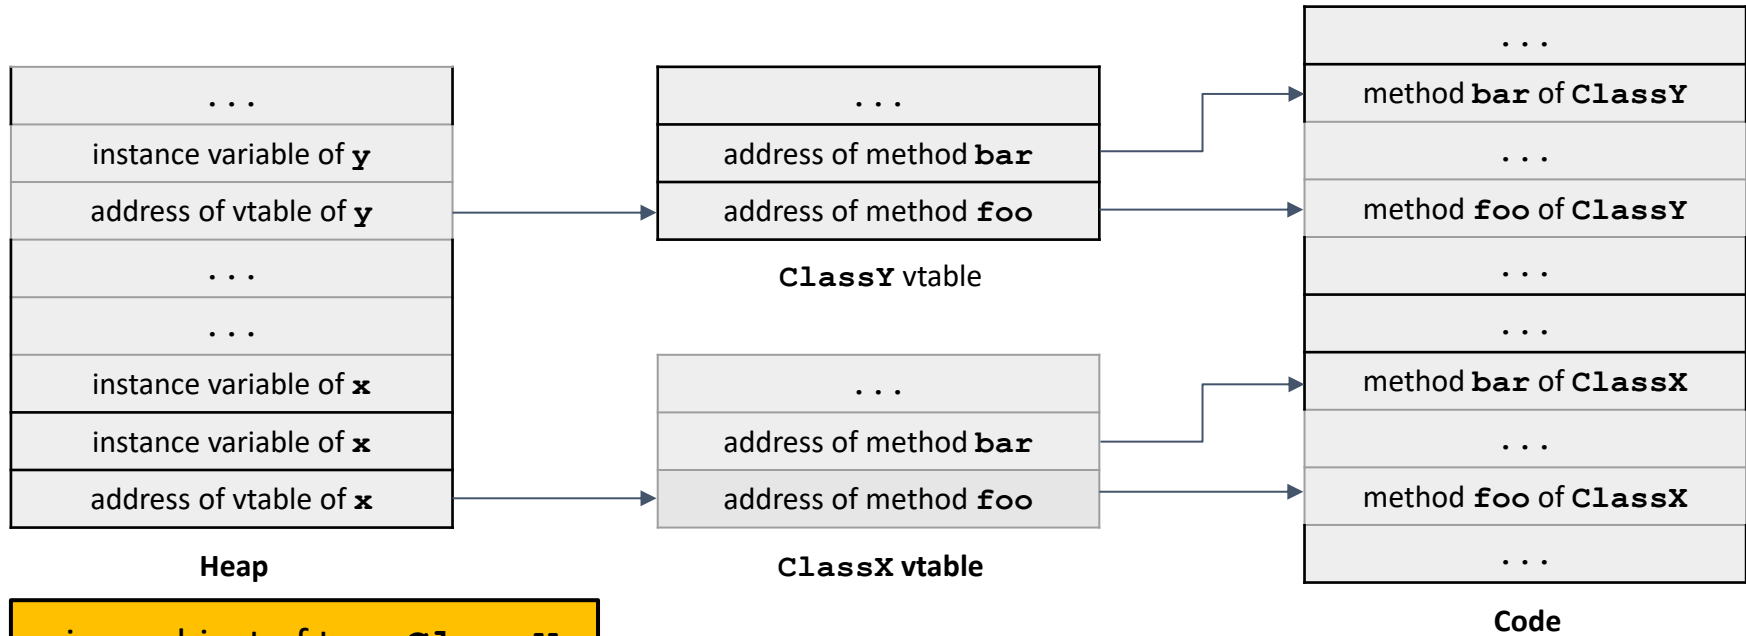 ...
instance variable of y
address of vtable of y
...
...
instance variable of x
instance variable of x
address of vtable of x
Heap
...
address of method bar
address of method foo
ClassY vtable
...
address of method bar
address of method foo
ClassX vtable
...
method bar of ClassY
...
method foo of ClassY
...
...
method bar of ClassX
...
method foo of ClassX
...
Code